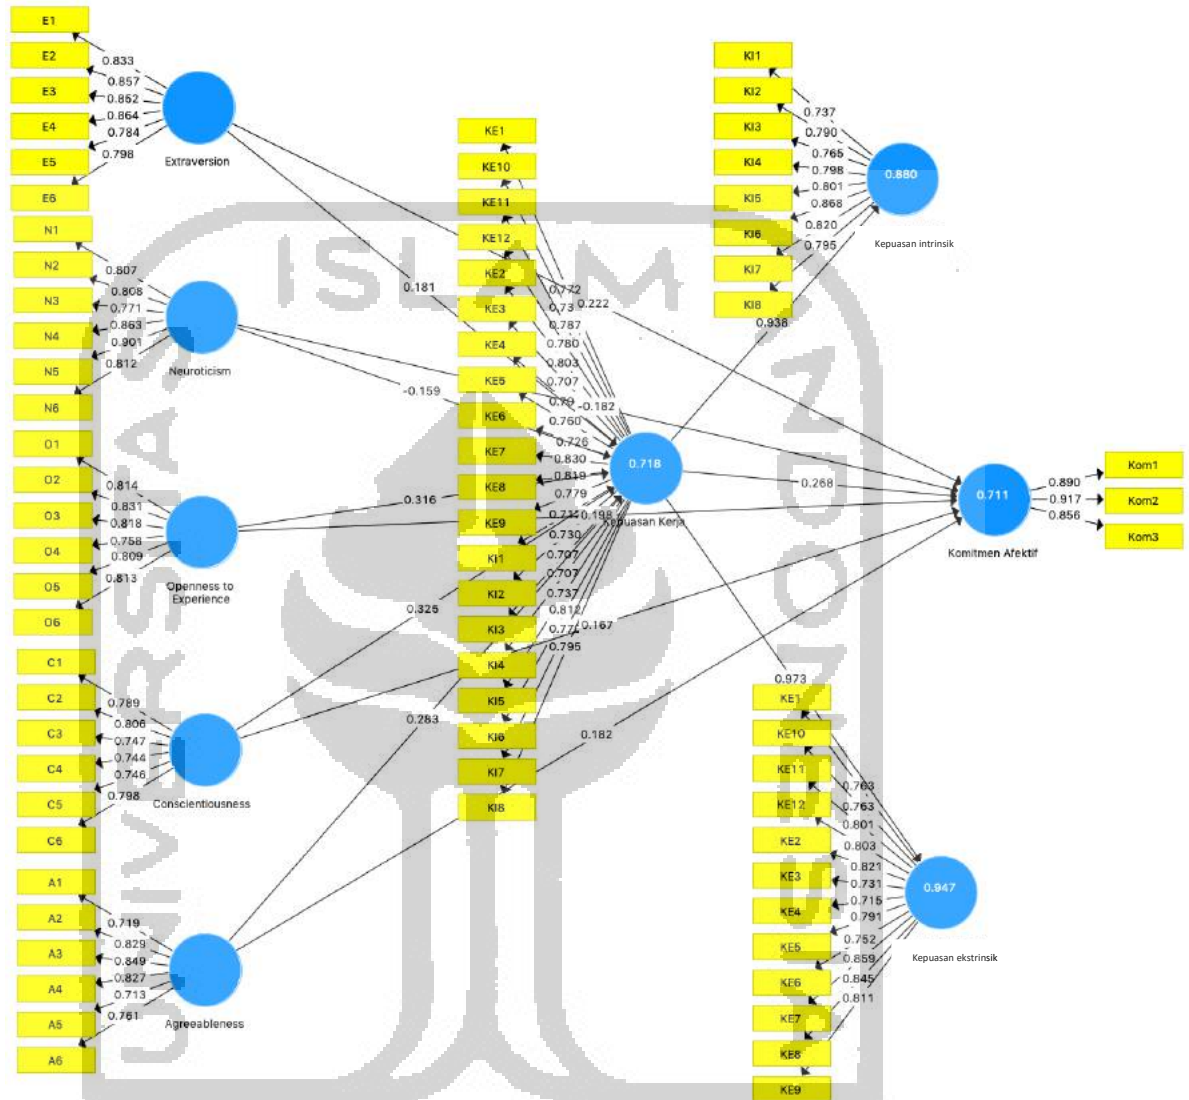 E1
E2
E3
E4
E5
E6
0.833
0.857
0.852
0.864
0.784
0.798
Extraversion
N1
N2
N3
N4
N5
N6
0.807
0.808
0.771
0.863
0.901
0.812
Neuroticism
O1
O2
O3
O4
O5
O6
0.814
0.831
0.818
0.758
0.809
0.813
Openness to
Experience
C1
C2
C3
C4
C5
C6
0.789
0.806
0.747
0.744
0.746
0.798
Conscientiousness
A1
A2
A3
A4
A5
A6
0.719
0.829
0.849
0.827
0.713
0.761
Agreeableness
0.181
-0.159
0.316
0.325
0.283
KE1
KE10
KE11
KE12
KE2
KE3
KE4
KE5
KE6
KE7
KE8
KE9
KI1
KI2
KI3
KI4
KI5
KI6
KI7
KI8
0.772
0.73
0.787
0.780
0.803
0.707
0.79
0.760
0.726
0.830
0.819
0.779
0.730
0.707
0.707
0.737
0.812
0.795
0.222
-0.182
0.268
0.198
0.167
0.182
0.718
Kepuasan Kerja
KI1
KI2
KI3
KI4
KI5
KI6
KI7
KI8
0.737
0.790
0.765
0.798
0.801
0.868
0.820
0.795
0.880
Kepuasan intrinsik
0.938
0.711
Komitmen Afektif
0.890
0.917
0.856
Kom1
Kom2
Kom3
0.973
KE1
KE10
KE11
KE12
KE2
KE3
KE4
KE5
KE6
KE7
KE8
KE9
0.763
0.763
0.801
0.803
0.821
0.731
0.715
0.791
0.752
0.859
0.845
0.811
0.947
Kepuasan ekstrinsik
UNIVERSITAS
ISLAM
INDONESIA